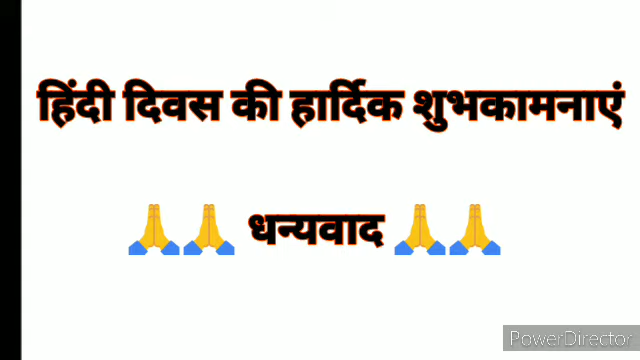 हिंदी दिवस की हार्दिक शुभकामनाएं
🙏🙏 धन्यवाद 🙏🙏
PowerDirector